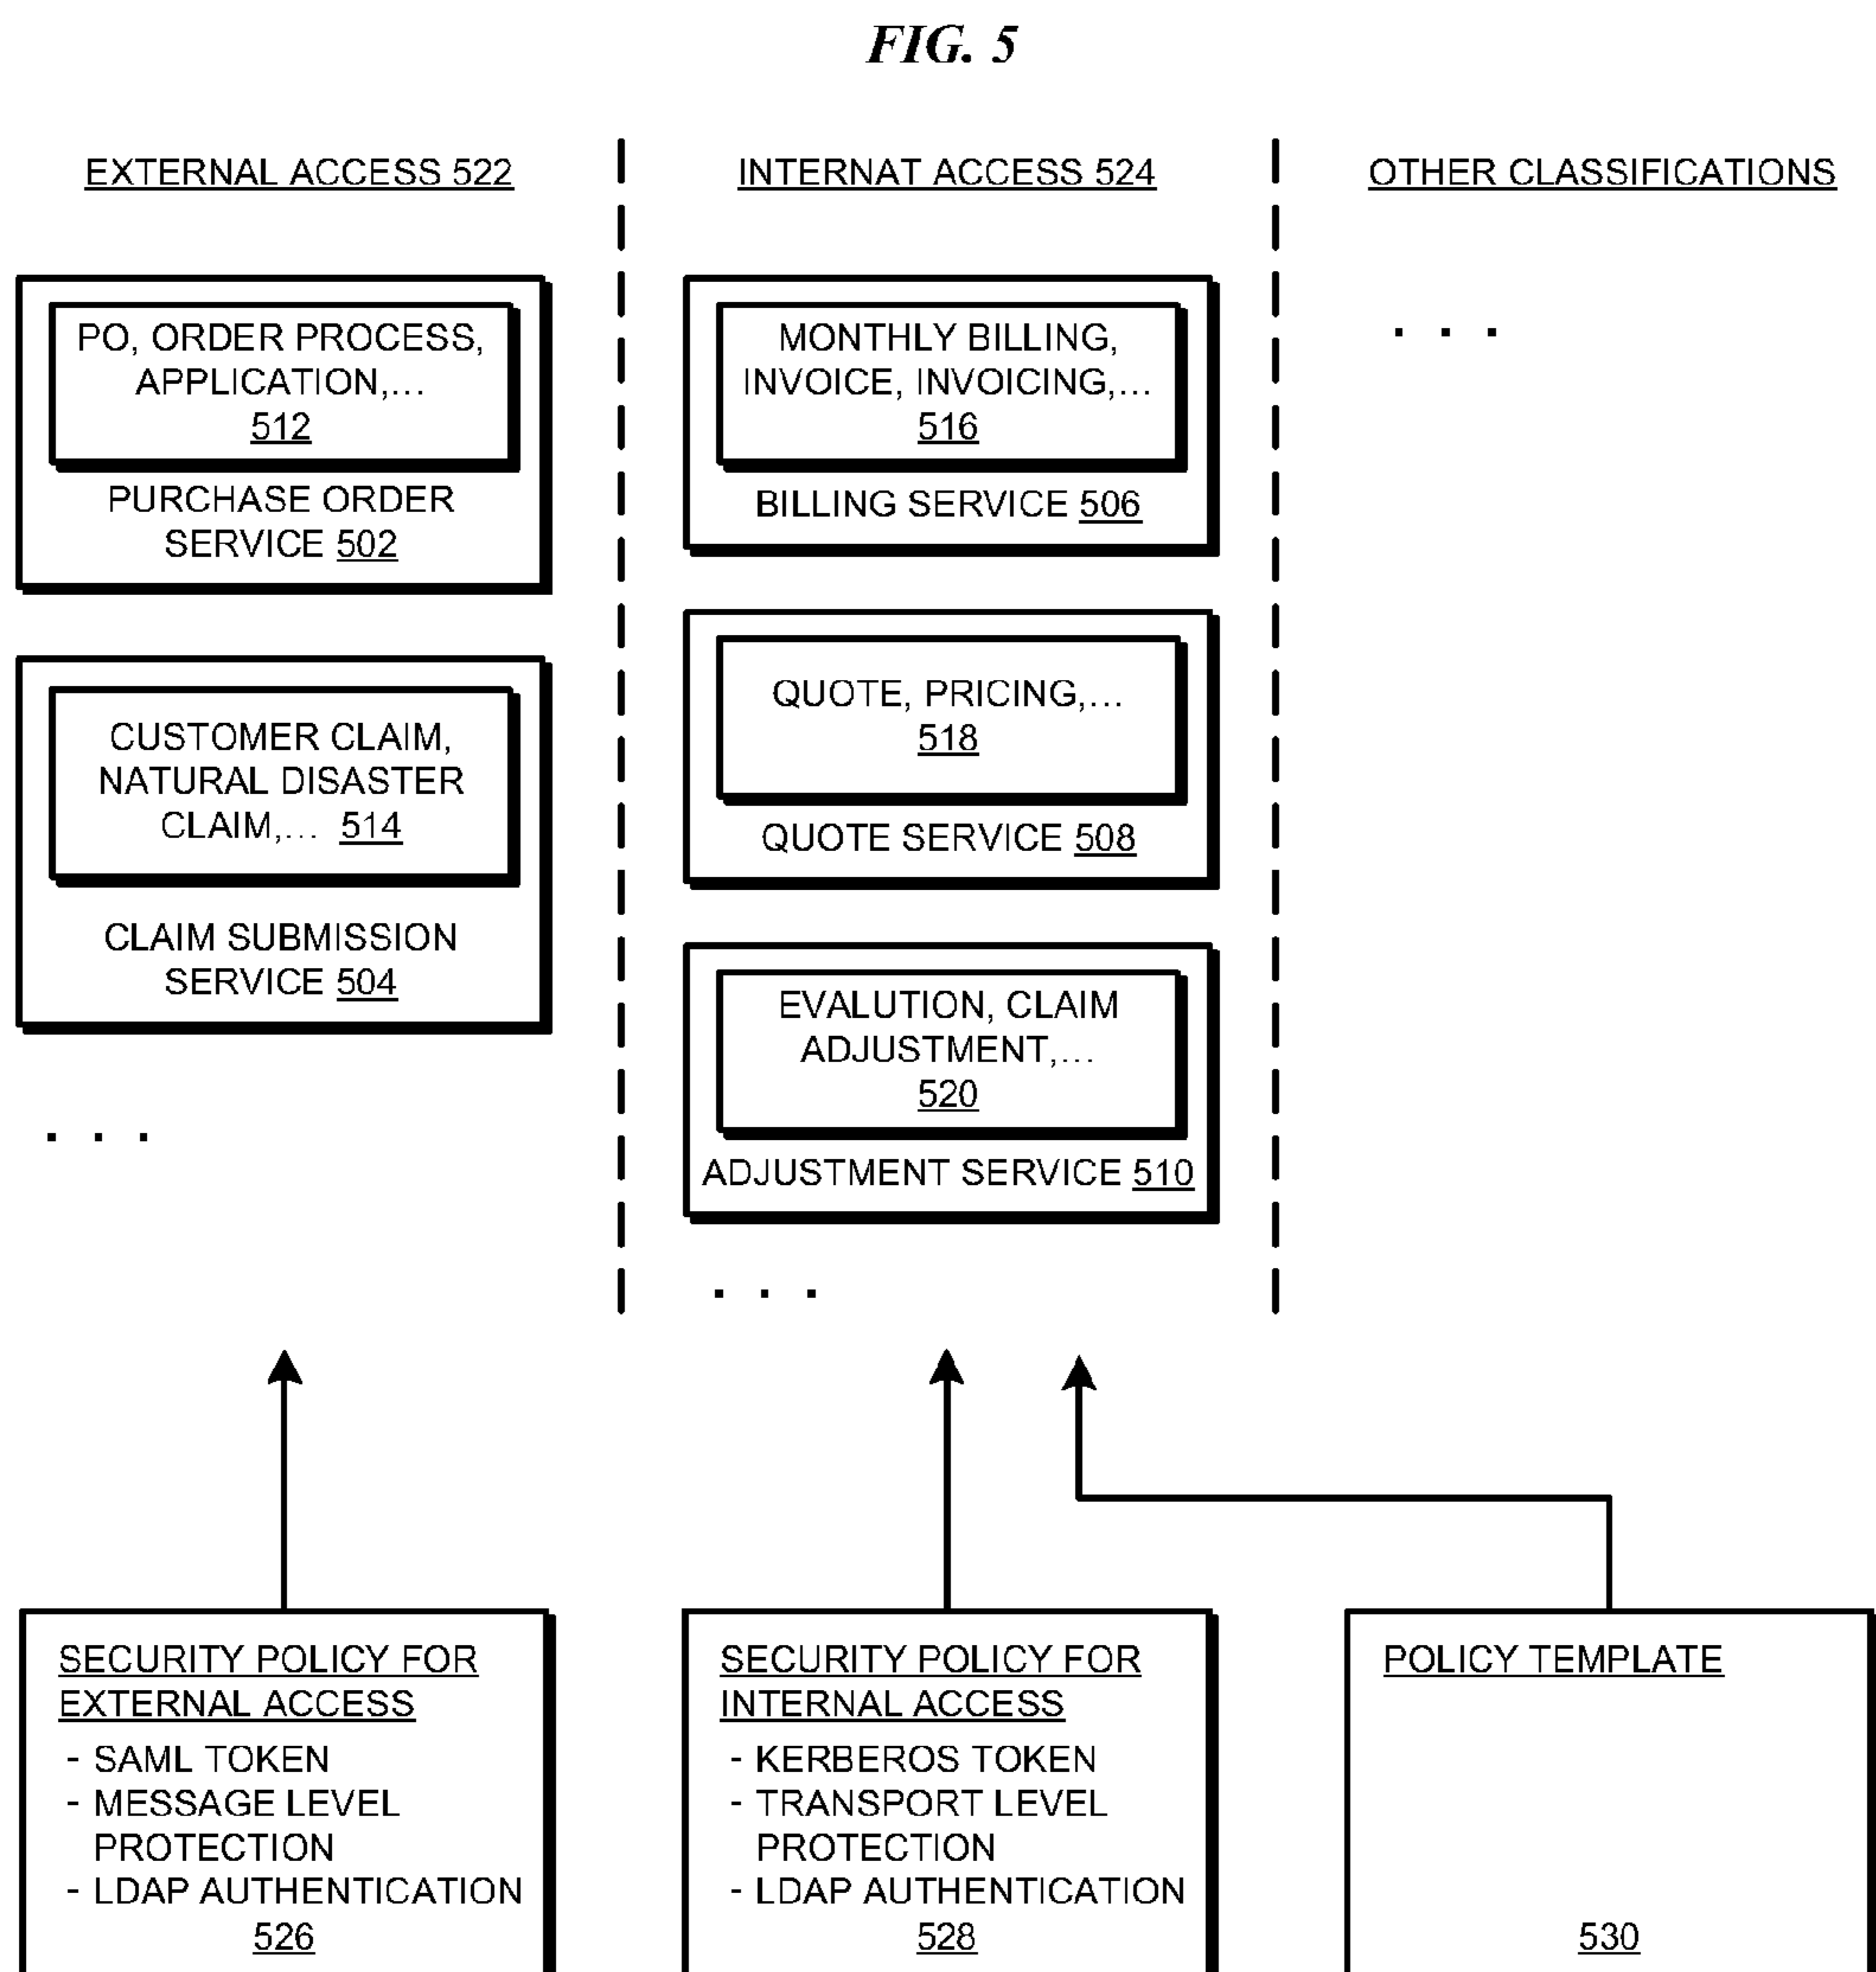 FIG. 5
EXTERNAL ACCESS 522
PO, ORDER PROCESS,
APPLICATION,...
512
PURCHASE ORDER
SERVICE 502
CUSTOMER CLAIM,
NATURAL DISASTER
CLAIM,... 514
CLAIM SUBMISSION
SERVICE 504
. . .
INTERNAT ACCESS 524
MONTHLY BILLING,
INVOICE, INVOICING,...
516
BILLING SERVICE 506
QUOTE, PRICING,...
518
QUOTE SERVICE 508
EVALUTION, CLAIM
ADJUSTMENT,...
520
ADJUSTMENT SERVICE 510
. . .
OTHER CLASSIFICATIONS
. . .
SECURITY POLICY FOR
EXTERNAL ACCESS
- SAML TOKEN
- MESSAGE LEVEL
PROTECTION
- LDAP AUTHENTICATION
526
SECURITY POLICY FOR
INTERNAL ACCESS
- KERBEROS TOKEN
- TRANSPORT LEVEL
PROTECTION
- LDAP AUTHENTICATION
528
POLICY TEMPLATE
530